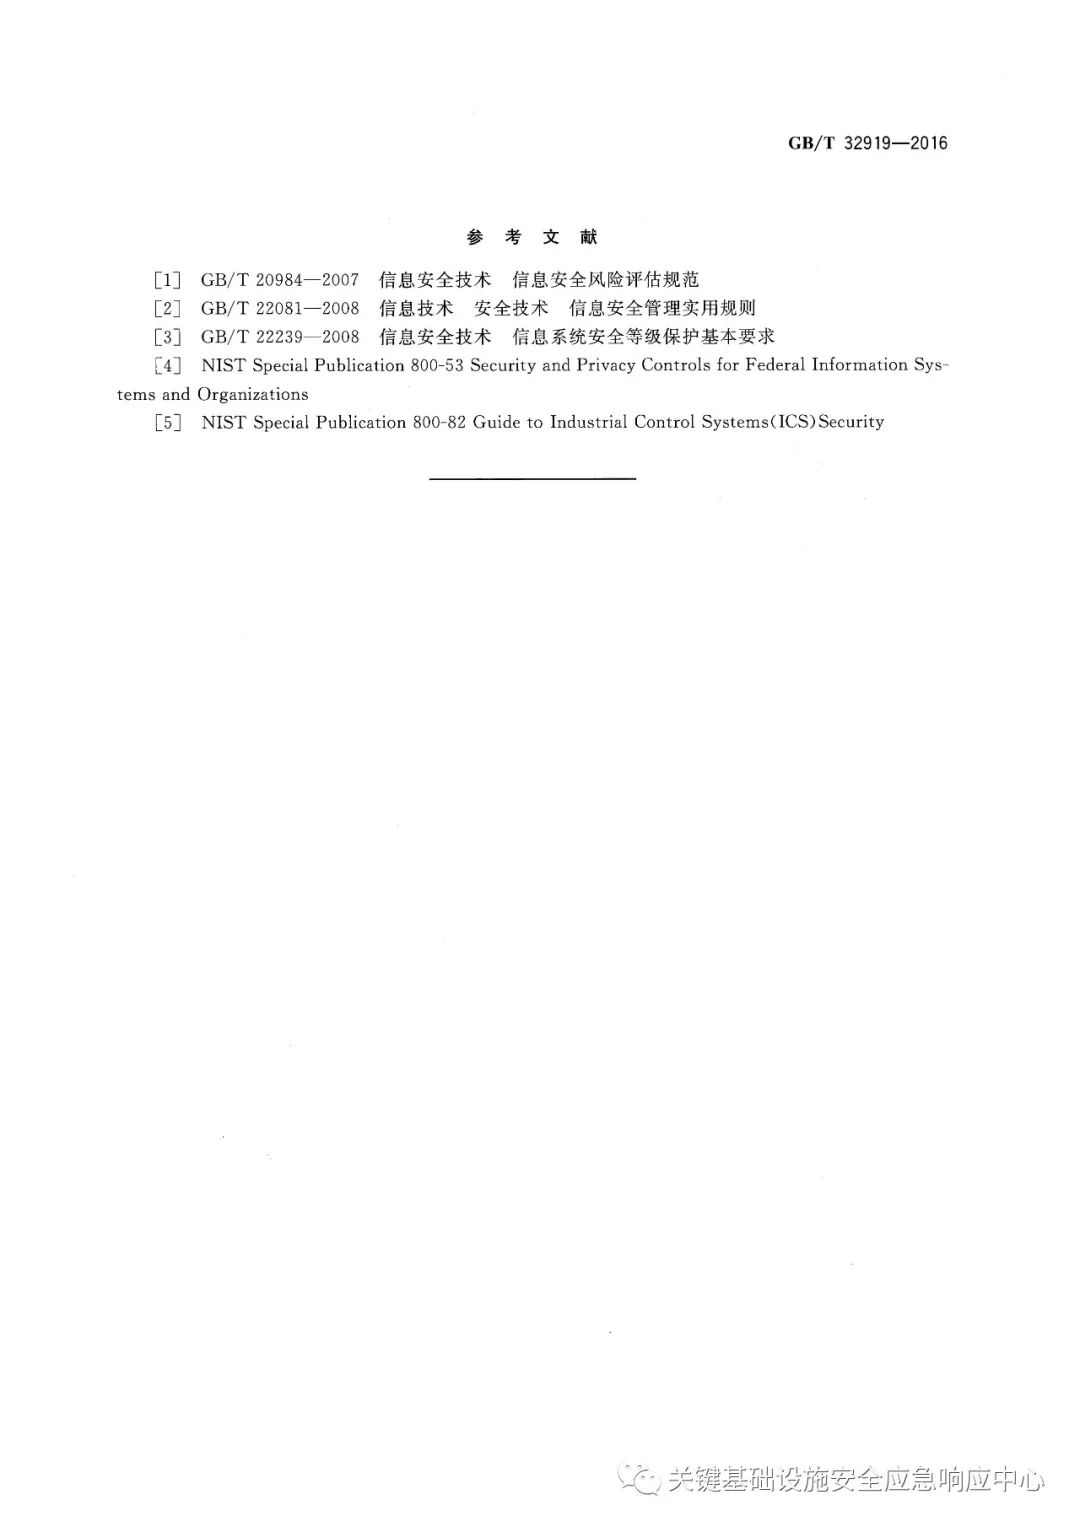 GB/T 32919—2016
参 考 文 献
[1] GB/T 20984—2007 信息安全技术 信息安全风险评估规范
[2] GB/T 22081—2008 信息技术 安全技术 信息安全管理实用规则
[3] GB/T 22239—2008 信息安全技术 信息系统安全等级保护基本要求
[4] NIST Special Publication 800-53 Security and Privacy Controls for Federal Information Sys-
tems and Organizations
[5] NIST Special Publication 800-82 Guide to Industrial Control Systems(ICS)Security
关键基础设施安全应急响应中心